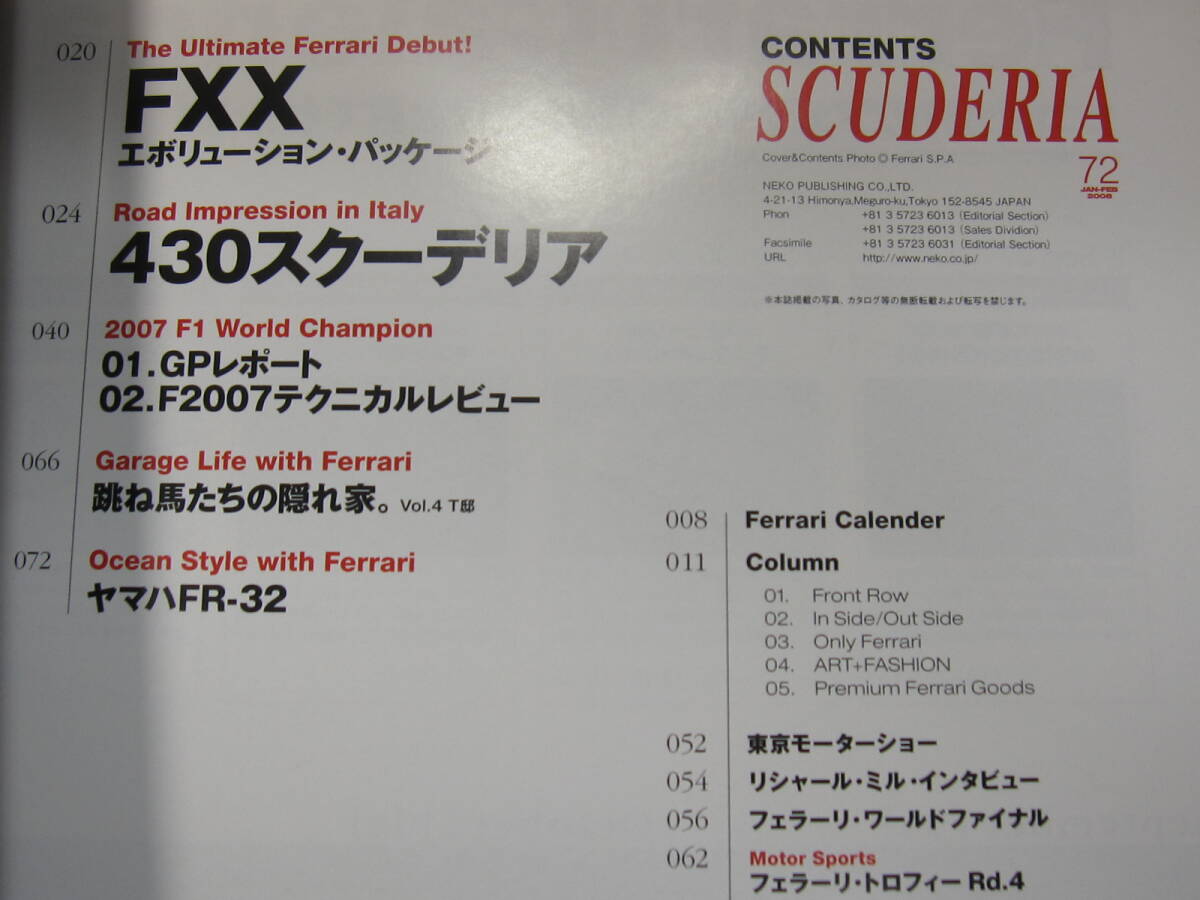 020 The Ultimate Ferrari Debut!
FXX
エボリューション・パッケージ
024 Road Impression in Italy
430スクーデリア
040 2007 F1 World Champion
01.GPレポート
02.F2007テクニカルレビュー
066 Garage Life with Ferrari
跳ね馬たちの隠れ家。 Vol.4 T邸
072 Ocean Style with Ferrari
ヤマハFR-32
CONTENTS
SCUDERIA
Cover&Contents Photo © Ferrari S.P.A
72
JAN-FEB
2008
NEKO PUBLISHING CO.,LTD.
4-21-13 Himonya,Meguro-ku,Tokyo 152-8545 JAPAN
Phon +81 3 5723 6013 (Editorial Section)
+81 3 5723 6013 (Sales Dividion)
Facsimile +81 3 5723 6031 (Editorial Section)
URL http://www.neko.co.jp/
※本誌掲載の写真、カタログ等の無断転載および転写を禁じます。
008 Ferrari Calender
011 Column
01. Front Row
02. In Side/Out Side
03. Only Ferrari
04. ART+FASHION
05. Premium Ferrari Goods
052 東京モーターショー
054 リシャール・ミル・インタビュー
056 フェラーリ・ワールドファイナル
062 Motor Sports
フェラーリ・トロフィー Rd.4